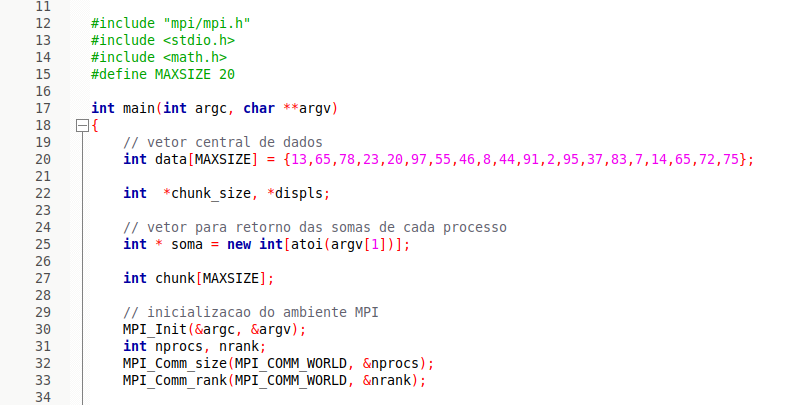 11
12 #include "mpi/mpi.h"
13 #include <stdio.h>
14 #include <math.h>
15 #define MAXSIZE 20
16
17 int main(int argc, char **argv)
18 {
19 // vetor central de dados
20 int data[MAXSIZE] = {13,65,78,23,20,97,55,46,8,44,91,2,95,37,83,7,14,65,72,75};
21
22 int  *chunk_size, *displs;
23
24 // vetor para retorno das somas de cada processo
25 int * soma = new int[atoi(argv[1])];
26
27 int chunk[MAXSIZE];
28
29 // inicializacao do ambiente MPI
30 MPI_Init(&argc, &argv);
31 int nprocs, nrank;
32 MPI_Comm_size(MPI_COMM_WORLD, &nprocs);
33 MPI_Comm_rank(MPI_COMM_WORLD, &nrank);
34